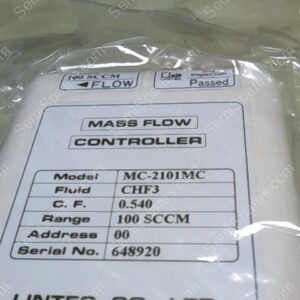 100 SCCM
FLOW
Inspection
Passed
MASS FLOW
CONTROLLER
Model MC-2101MC
Fluid CHF3
C. F. 0.540
Range 100 SCCM
Address 00
Serial No. 648920